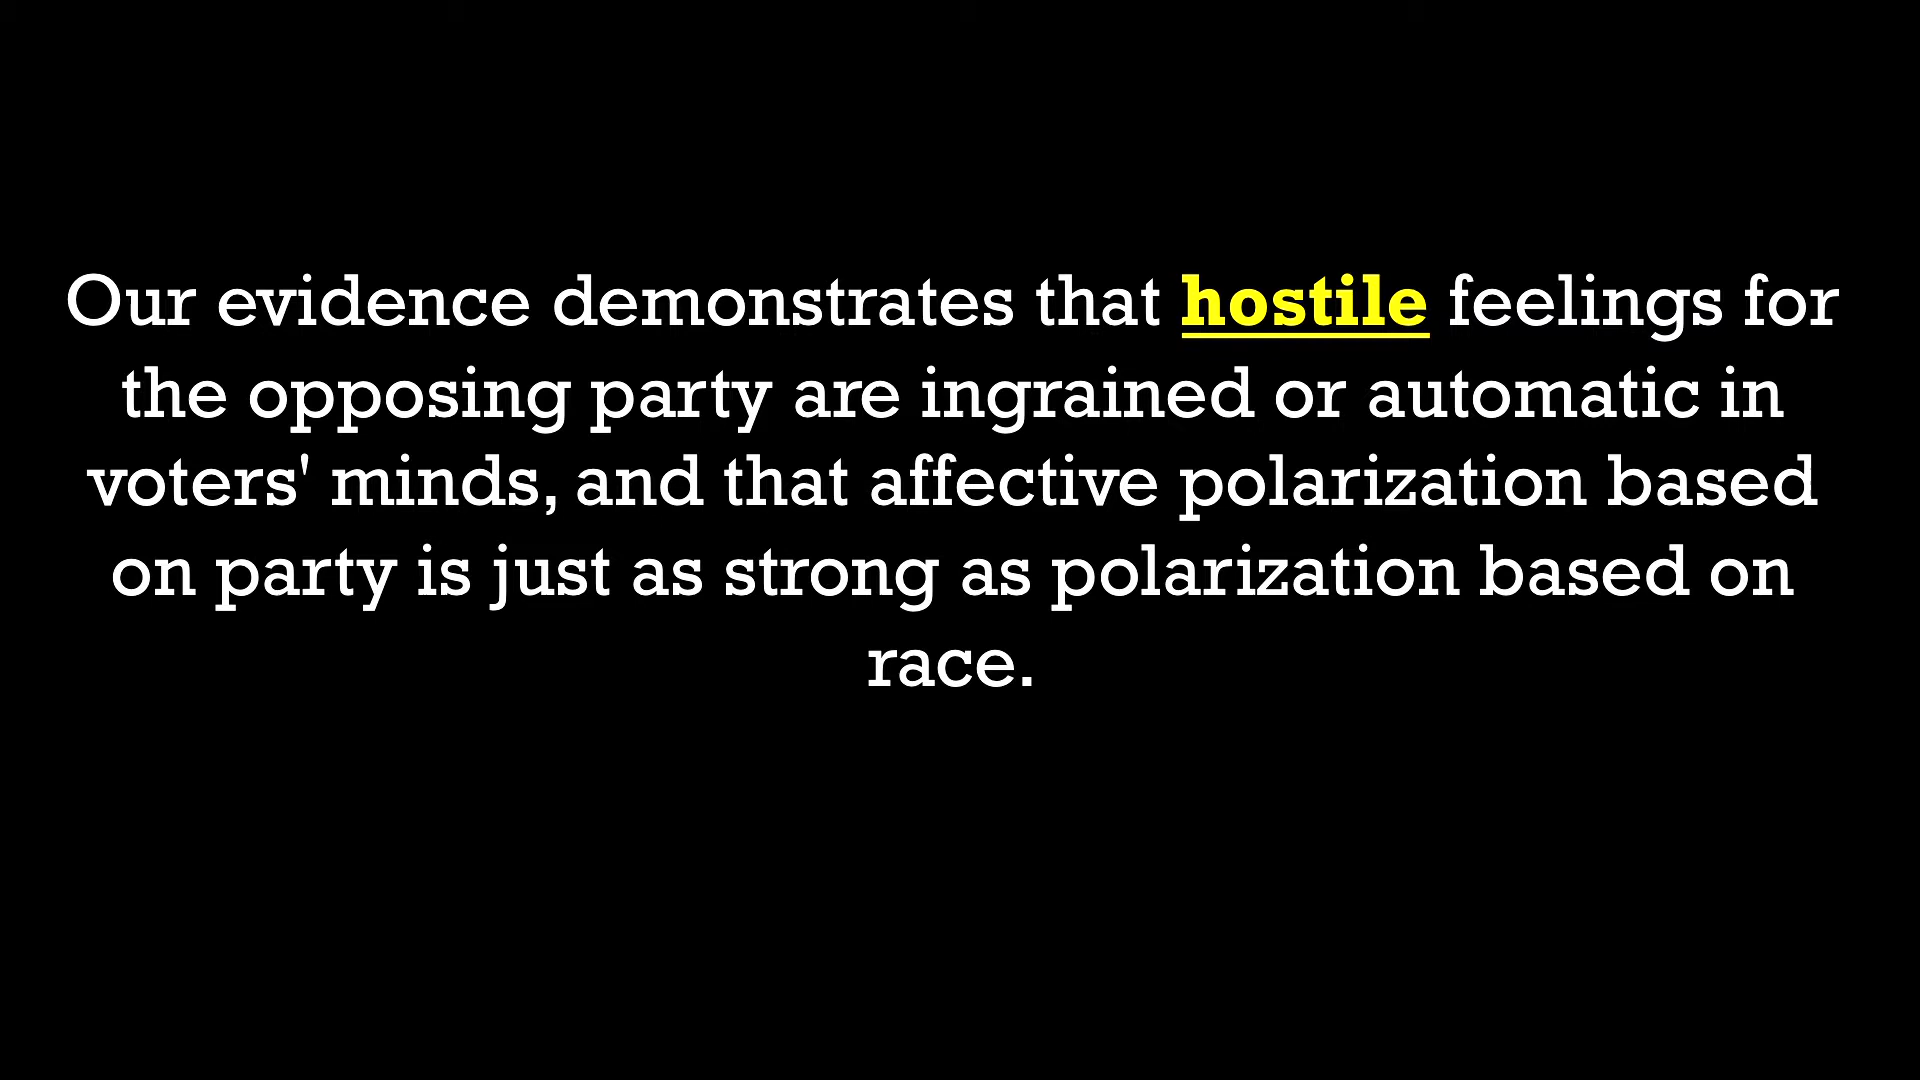 Our evidence demonstrates that hostile feelings for
the opposing party are ingrained or automatic in
voters' minds, and that affective polarization based
on party is just as strong as polarization based on
race.